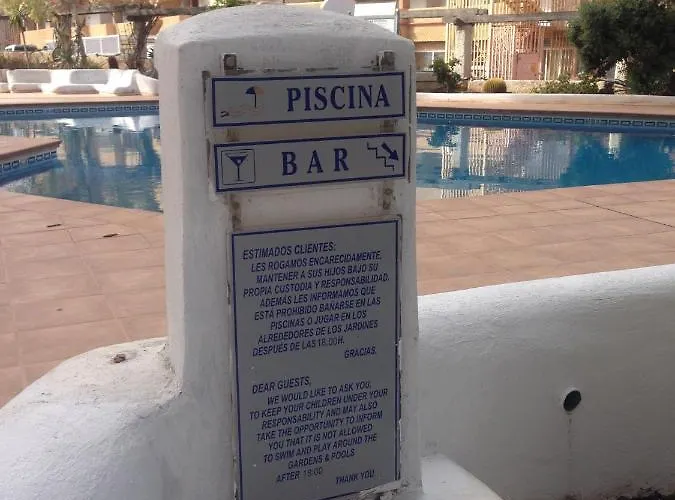 PISCINA
BAR
ESTIMADOS CLIENTES:
LES ROGAMOS ENCARECIDAMENTE,
MANTENER A SUS HIJOS BAJO SU
PROPIA CUSTODIA Y RESPONSABILIDAD.
ADEMÁS LES INFORMAMOS QUE
ESTÁ PROHIBIDO BAÑARSE EN LAS
PISCINAS O JUGAR EN LOS
ALREDEDORES DE LOS JARDINES
DESPUÉS DE LAS 18.00H.
GRACIAS.
DEAR GUESTS,
WE WOULD LIKE TO ASK YOU,
TO KEEP YOUR CHILDREN UNDER YOUR
RESPONSABILITY AND MAY ALSO
TAKE THE OPPORTUNITY TO INFORM
YOU THAT IT IS NOT ALLOWED
TO SWIM AND PLAY AROUND THE
GARDENS & POOLS
AFTER 18:00
THANK YOU